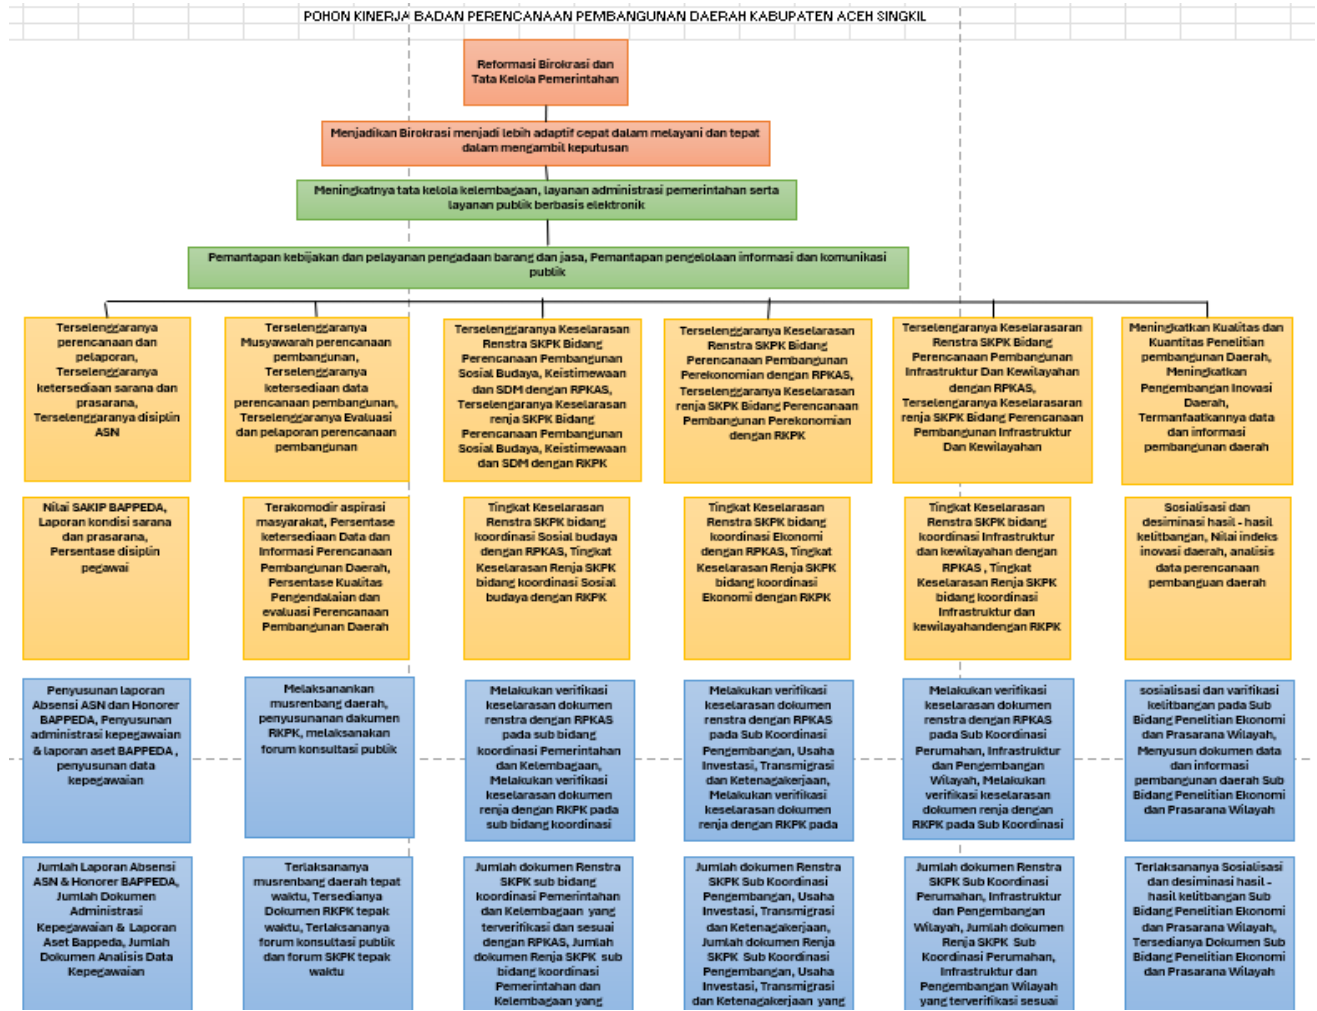 POHON KINERJA BADAN PERENCANAAN PEMBANGUNAN DAERAH KABUPATEN ACEH SINGKIL
Reformasi Birokrasi dan
Tata Kelola Pemerintahan
Menjadikan Birokrasi menjadi lebih adaptif cepat dalam melayani dan tepat
dalam mengambil keputusan
Meningkatnya tata kelola kelembagaan, layanan administrasi pemerintahan serta
layanan publik berbasis elektronik
Pemantapan kebijakan dan pelayanan pengadaan barang dan jasa, Pemantapan pengelolaan informasi dan komunikasi
publik
Terselenggaranya
perencanaan dan
pelaporan,
Terselenggaranya
ketersediaan sarana dan
prasarana,
Terselenggaranya disiplin
ASN
Terselenggaranya
Musyawarah perencanaan
pembangunan,
Terselenggaranya
ketersediaan data
perencanaan pembangunan,
Terselenggaranya Evaluasi
dan pelaporan perencanaan
pembangunan
Terselenggaranya Keselarasan
Renstra SKPK Bidang
Perencanaan Pembangunan
Sosial Budaya, Keistimewaan
dan SDM dengan RPKAS,
Terselengaranya Keselarasan
renja SKPK Bidang
Perencanaan Pembangunan
Sosial Budaya, Keistimewaan
dan SDM dengan RKPK
Terselenggaranya Keselarasan
Renstra SKPK Bidang
Perencanaan Pembangunan
Perekonomian dengan RPKAS,
Terselenggaranya Keselarasan
renja SKPK Bidang Perencanaan
Pembangunan Perekonomian
dengan RKPK
Terselengaranya Keselarasaran
Renstra SKPK Bidang
Perencanaan Pembangunan
Infrastruktur Dan Kewilayahan
dengan RPKAS,
Terselengaranya Keselarasaran
renja SKPK Bidang Perencanaan
Pembangunan Infrastruktur
Dan Kewilayahan
Meningkatkan Kualitas dan
Kuantitas Penelitian
pembangunan Daerah,
Meningkatkan
Pengembangan Inovasi
Daerah,
Termanfaatkannya data
dan informasi
pembangunan daerah
Nilai SAKIP BAPPEDA,
Laporan kondisi sarana
dan prasarana,
Persentase disiplin
pegawai
Terakomodir aspirasi
masyarakat, Persentase
ketersediaan Data dan
Informasi Perencanaan
Pembangunan Daerah,
Persentase Kualitas
Pengendalaian dan
evaluasi Perencanaan
Pembangunan Daerah
Tingkat Keselarasan
Renstra SKPK bidang
koordinasi Sosial budaya
dengan RPKAS, Tingkat
Keselarasan Renja SKPK
bidang koordinasi Sosial
budaya dengan RKPK
Tingkat Keselarasan
Renstra SKPK bidang
koordinasi Ekonomi
dengan RPKAS, Tingkat
Keselarasan Renja SKPK
bidang koordinasi
Ekonomi dengan RKPK
Tingkat Keselarasan
Renstra SKPK bidang
koordinasi Infrastruktur
dan kewilayahan dengan
RPKAS , Tingkat
Keselarasan Renja SKPK
bidang koordinasi
Infrastruktur dan
kewilayahandengan RKPK
Sosialisasi dan
desiminasi hasil - hasil
kelitbangan, Nilai indeks
inovasi daerah, analisis
data perencanaan
pembanguan daerah
Penyusunan laporan
Absensi ASN dan Honorer
BAPPEDA, Penyusunan
administrasi kepegawaian
& laporan aset BAPPEDA ,
penyusunan data
kepegawaian
Melaksanankan
musrenbang daerah,
penyusunanan dakumen
RKPK, melaksanakan
forum konsultasi publik
Melakukan verifikasi
keselarasan dokumen
renstra dengan RPKAS
pada sub bidang
koordinasi Pemerintahan
dan Kelembagaan,
Melakukan verifikasi
keselarasan dokumen
renja dengan RKPK pada
sub bidang koordinasi
Melakukan verifikasi
keselarasan dokumen
renstra dengan RPKAS
pada Sub Koordinasi
Pengembangan, Usaha
Investasi, Transmigrasi
dan Ketenagakerjaan,
Melakukan verifikasi
keselarasan dokumen
renja dengan RKPK pada
Melakukan verifikasi
keselarasan dokumen
renstra dengan RPKAS
pada Sub Koordinasi
Perumahan, Infrastruktur
dan Pengembangan
Wilayah, Melakukan
verifikasi keselarasan
dokumen renja dengan
RKPK pada Sub Koordinasi
sosialisasi dan varifikasi
kelitbangan pada Sub
Bidang Penelitian Ekonomi
dan Prasarana Wilayah,
Menyusun dokumen data
dan informasi
pembangunan daerah Sub
Bidang Penelitian Ekonomi
dan Prasarana Wilayah
Jumlah Laporan Absensi
ASN & Honorer BAPPEDA,
Jumlah Dokumen
Administrasi
Kepegawaian & Laporan
Aset Bappeda, Jumlah
Dokumen Analisis Data
Kepegawaian
Terlaksananya
musrenbang daerah tepat
waktu, Tersedianya
Dokumen RKPK tepak
waktu, Terlaksananya
forum konsultasi publik
dan forum SKPK tepak
waktu
Jumlah dokumen Renstra
SKPK sub bidang
koordinasi Pemerintahan
dan Kelembagaan yang
terverifikasi dan sesuai
dengan RPKAS, Jumlah
dokumen Renja SKPK sub
bidang koordinasi
Pemerintahan dan
Kelembagaan yang
Jumlah dokumen Renstra
SKPK Sub Koordinasi
Pengembangan, Usaha
Investasi, Transmigrasi
dan Ketenagakerjaan,
Jumlah dokumen Renja
SKPK Sub Koordinasi
Pengembangan, Usaha
Investasi, Transmigrasi
dan Ketenagakerjaan yang
Jumlah dokumen Renstra
SKPK Sub Koordinasi
Perumahan, Infrastruktur
dan Pengembangan
Wilayah, Jumlah dokumen
Renja SKPK Sub
Koordinasi Perumahan,
Infrastruktur dan
Pengembangan Wilayah
yang terverifikasi sesuai
Terlaksananya Sosialisasi
dan desiminasi hasil -
hasil kelitbangan Sub
Bidang Penelitian Ekonomi
dan Prasarana Wilayah,
Tersedianya Dokumen Sub
Bidang Penelitian Ekonomi
dan Prasarana Wilayah